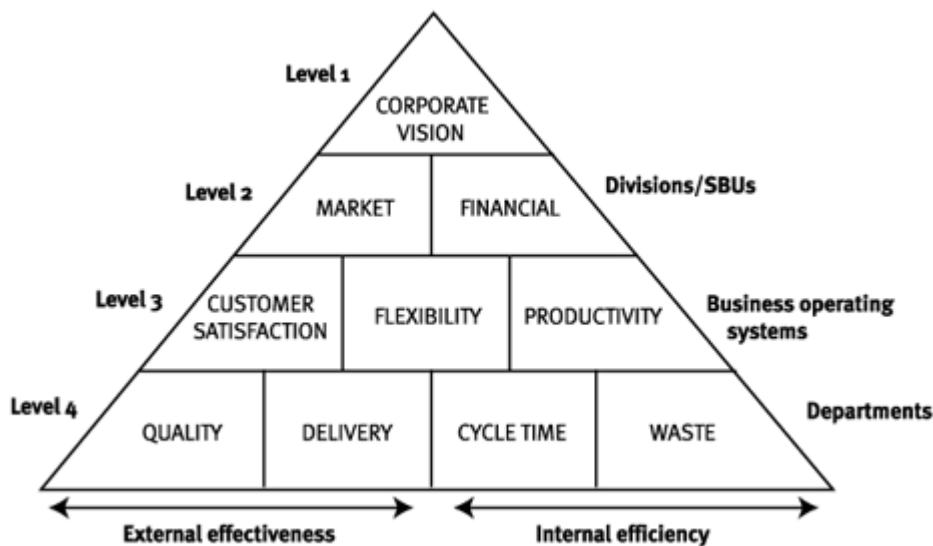 Level 1
CORPORATE
VISION
Level 2
MARKET
FINANCIAL
Divisions/SBUs
Level 3
CUSTOMER
SATISFACTION
FLEXIBILITY
PRODUCTIVITY
Business operating
systems
Level 4
QUALITY
DELIVERY
CYCLE TIME
WASTE
Departments
External effectiveness
Internal efficiency